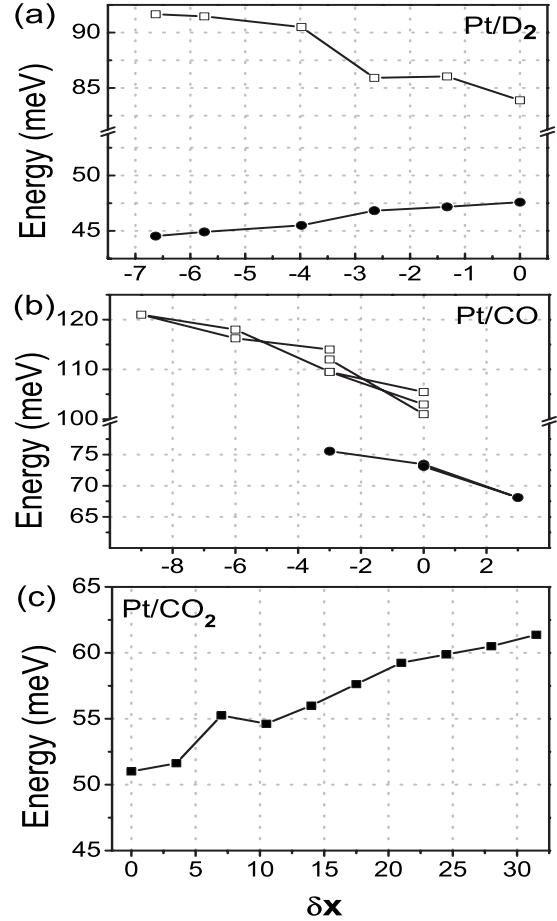 (a) Pt/D₂
90
85
50
45
Energy (meV)
-7 -6 -5 -4 -3 -2 -1 0
(b) Pt/CO
120
110
100
75
70
65
Energy (meV)
-8 -6 -4 -2 0 2
(c) Pt/CO₂
65
60
55
50
45
Energy (meV)
0 5 10 15 20 25 30
δx